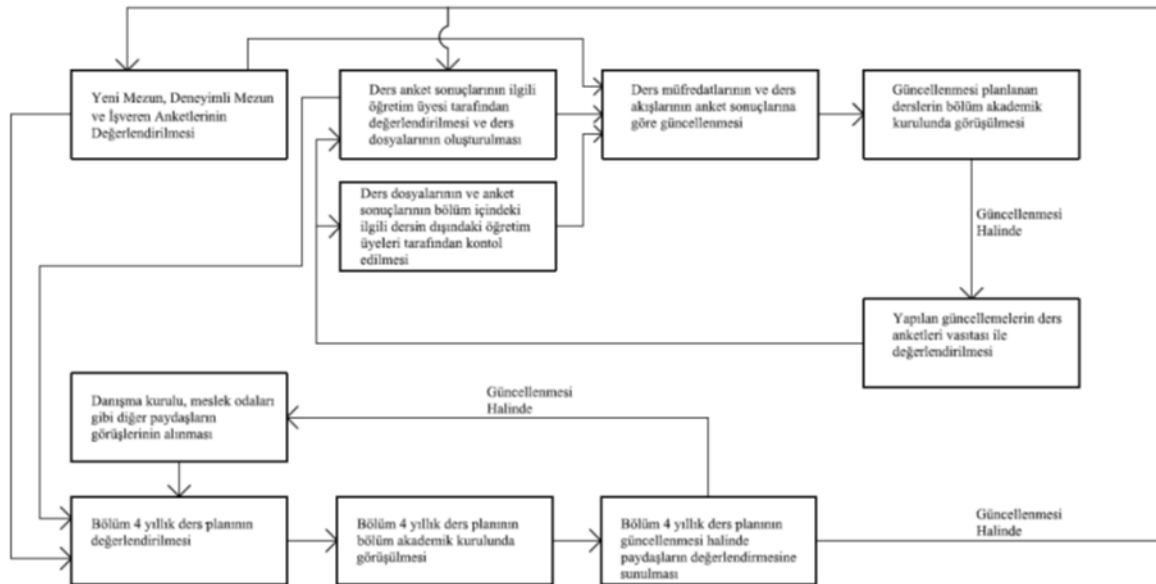 Yeni Mezun, Deneyimli Mezun
ve İşveren Anketlerinin
Değerlendirilmesi
Ders anket sonuçlarının ilgili
öğretim üyesi tarafından
değerlendirilmesi ve ders
dosyalarının oluşturulması
Ders müfredatlarının ve ders
akışlarının anket sonuçlarına
göre güncellenmesi
Güncellenmesi planlanan
derslerin bölüm akademik
kurulunda görüşülmesi
Ders dosyalarının ve anket
sonuçlarının bölüm içindeki
ilgili dersin dışındaki öğretim
üyeleri tarafından kontol
edilmesi
Güncellenmesi
Halinde
Yapılan güncellemelerin ders
anketleri vasıtası ile
değerlendirilmesi
Danışma kurulu, meslek odaları
gibi diğer paydaşların
görüşlerinin alınması
Güncellenmesi
Halinde
Bölüm 4 yıllık ders planının
değerlendirilmesi
Bölüm 4 yıllık ders planının
bölüm akademik kurulunda
görüşülmesi
Bölüm 4 yıllık ders planının
güncellenmesi halinde
paydaşların değerlendirmesine
sunulması
Güncellenmesi
Halinde